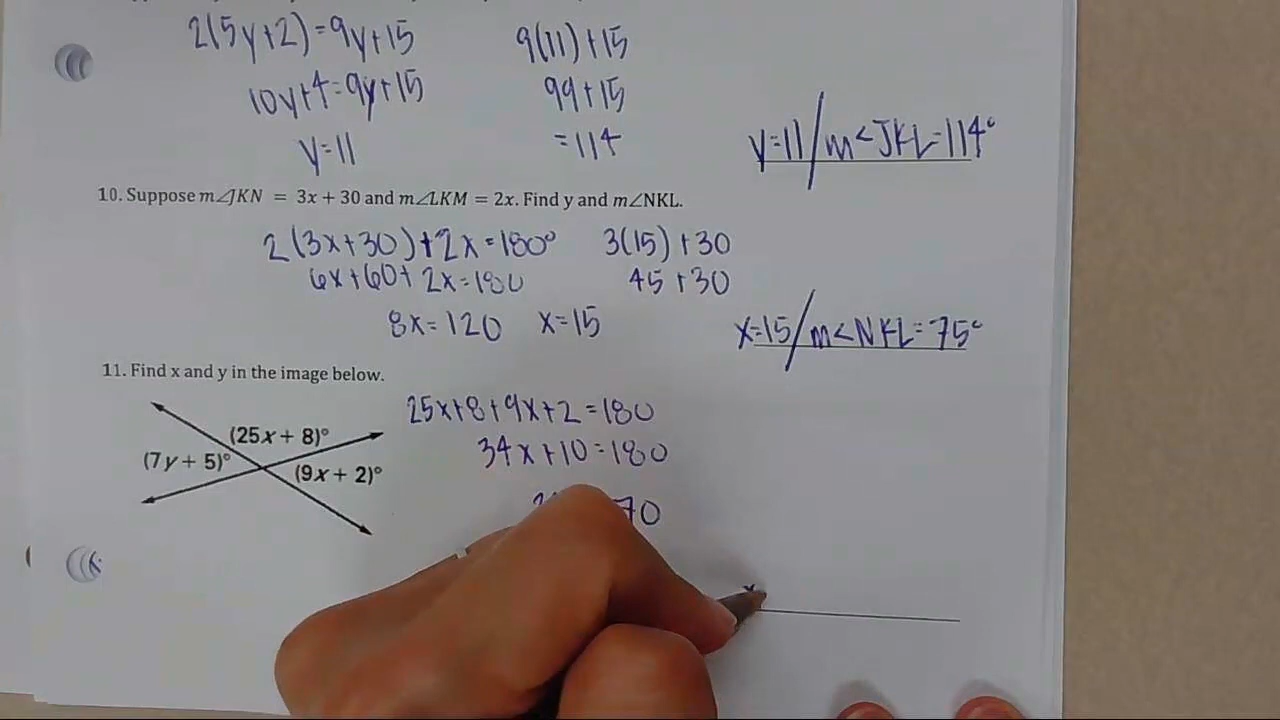 2(5y+2)=9y+15
9(11)+15
10y+4=9y+15
99+15
y=11
=114
y=11/m<JKL=114°
10. Suppose m∠JKN = 3x + 30 and m∠LKM = 2x. Find y and m∠NKL.
2(3x+30)+2x=180°
3(15)+30
6x+60+2x=180
45+30
8x=120 x=15
x=15/m<NKL=75°
11. Find x and y in the image below.
25x+8+9x+2=180
(25x + 8)°
(7y + 5)°
(9x + 2)°
34x+10=180
70
x